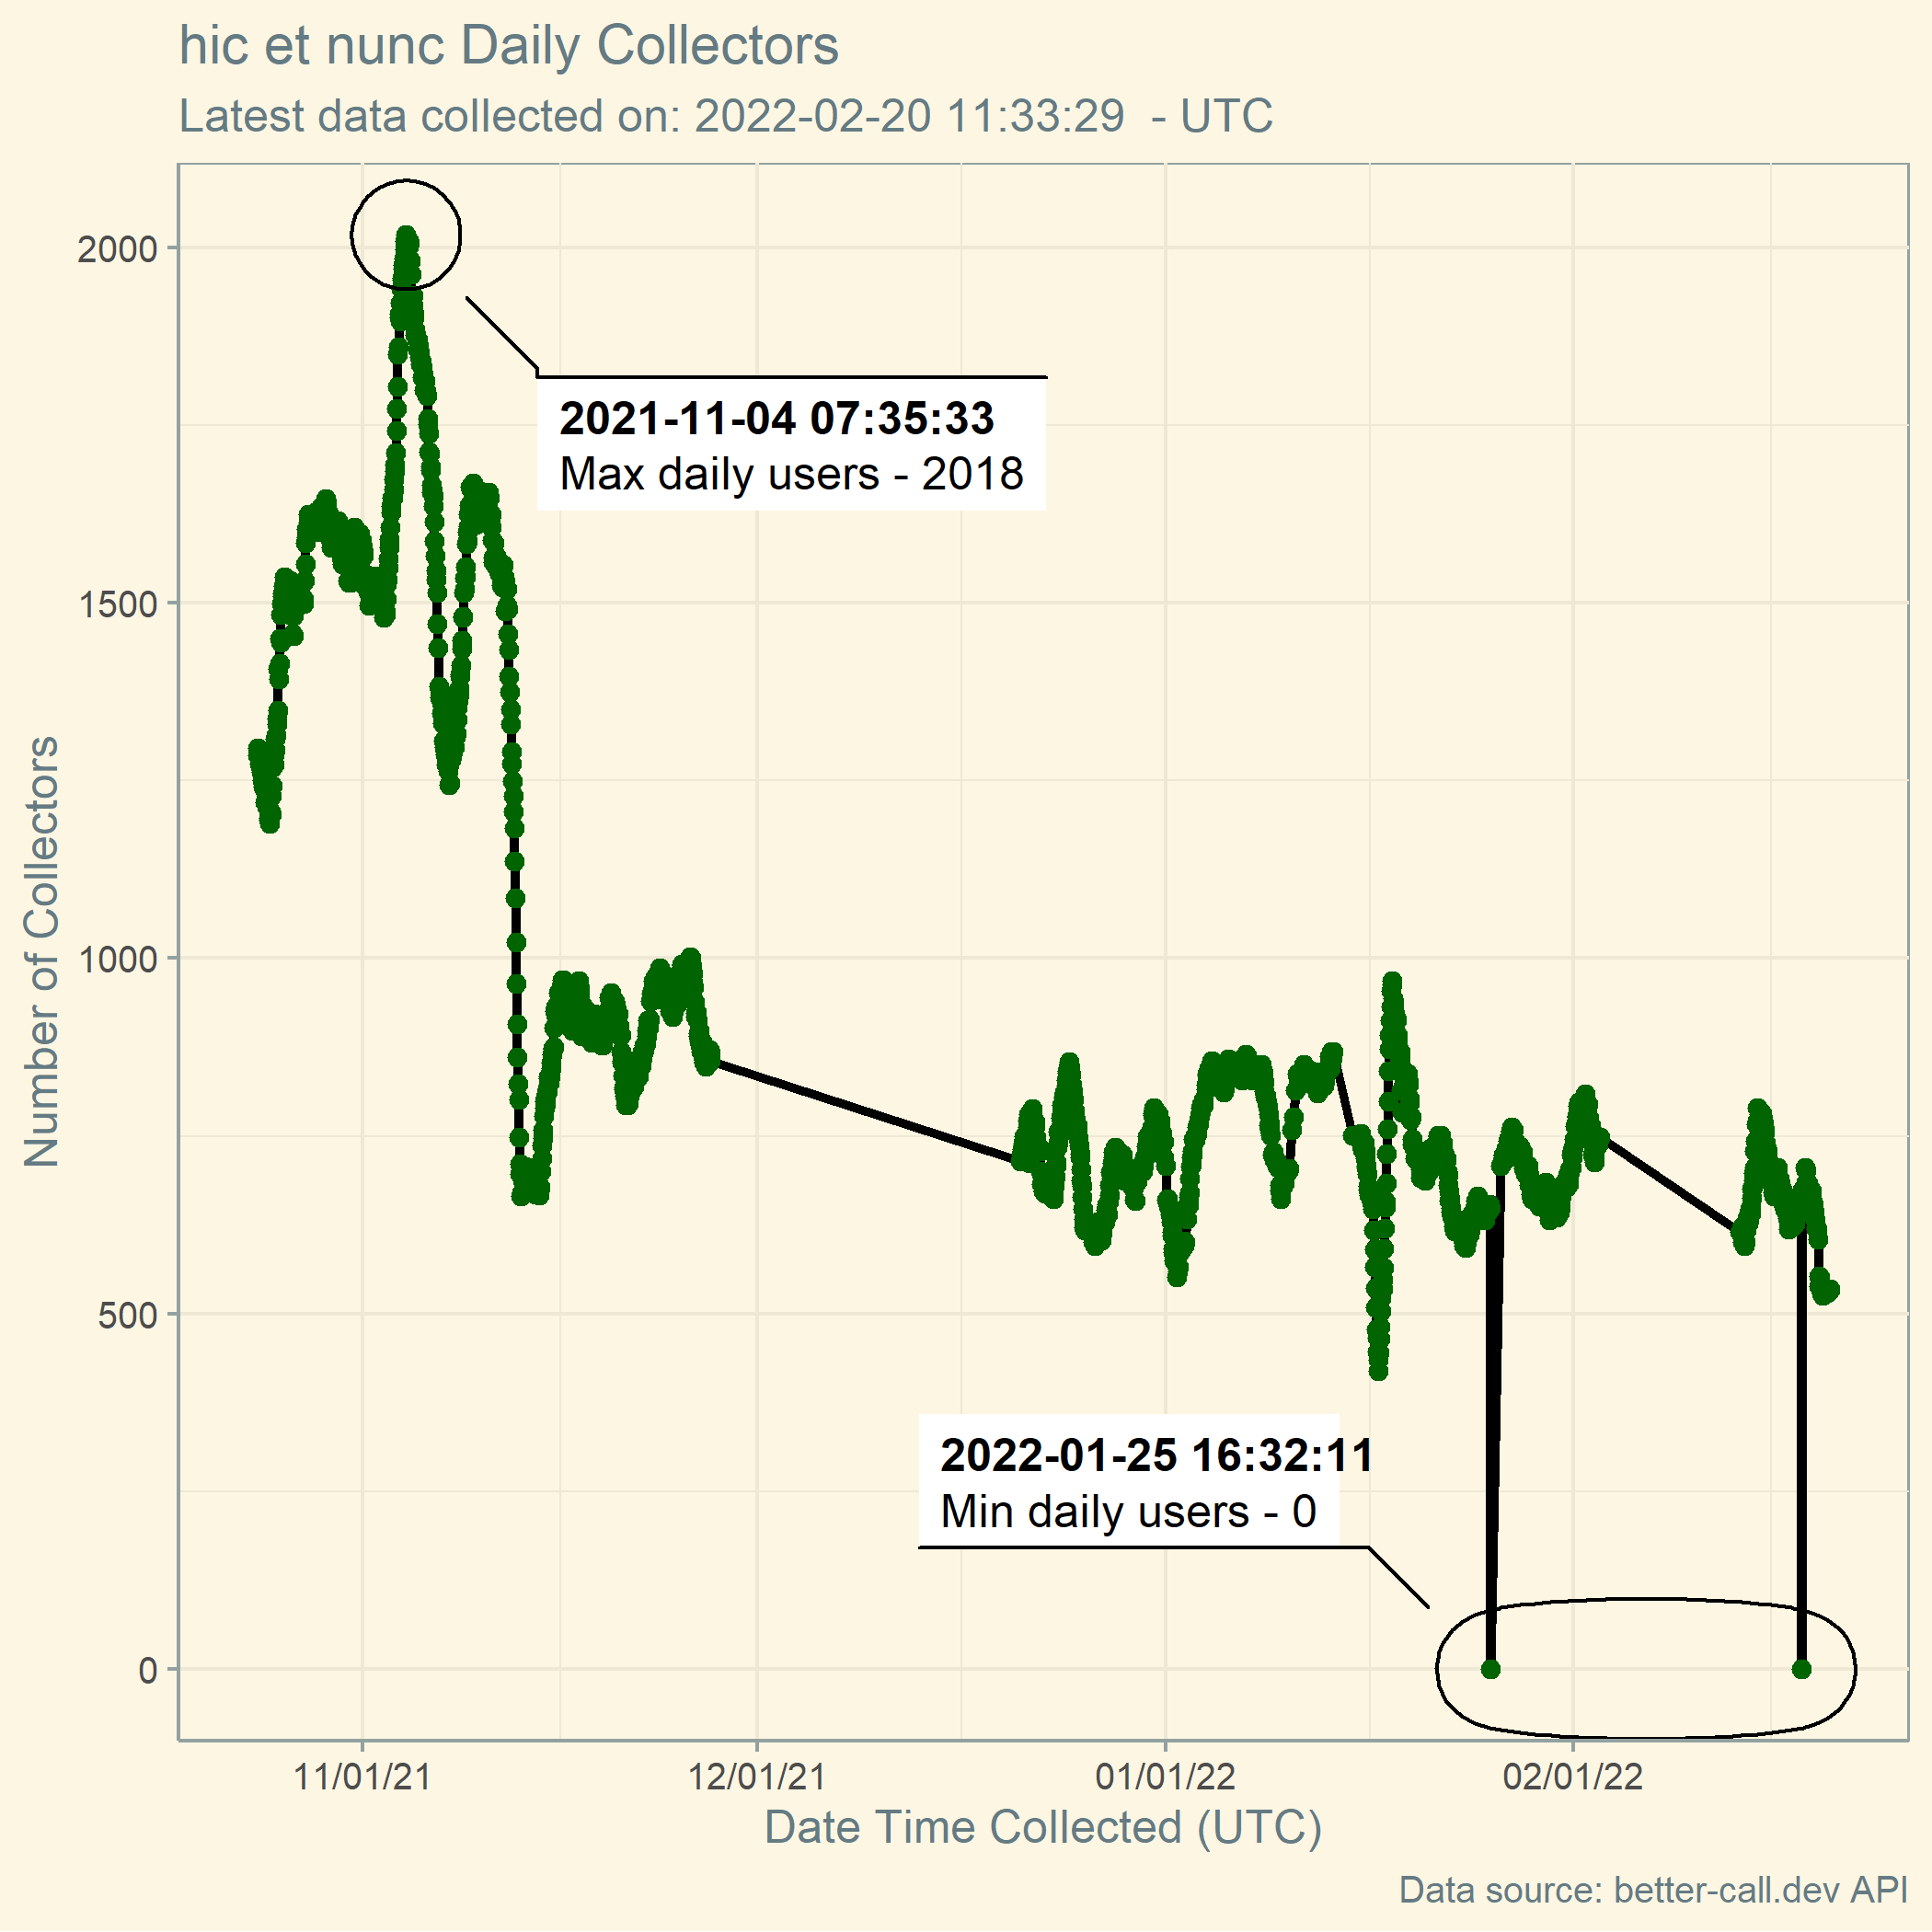 hic et nunc Daily Collectors
Latest data collected on: 2022-02-20 11:33:29  - UTC
2000
1500
1000
500
0
Number of Collectors
2021-11-04 07:35:33
Max daily users - 2018
2022-01-25 16:32:11
Min daily users - 0
11/01/21
12/01/21
01/01/22
02/01/22
Date Time Collected (UTC)
Data source: better-call.dev API